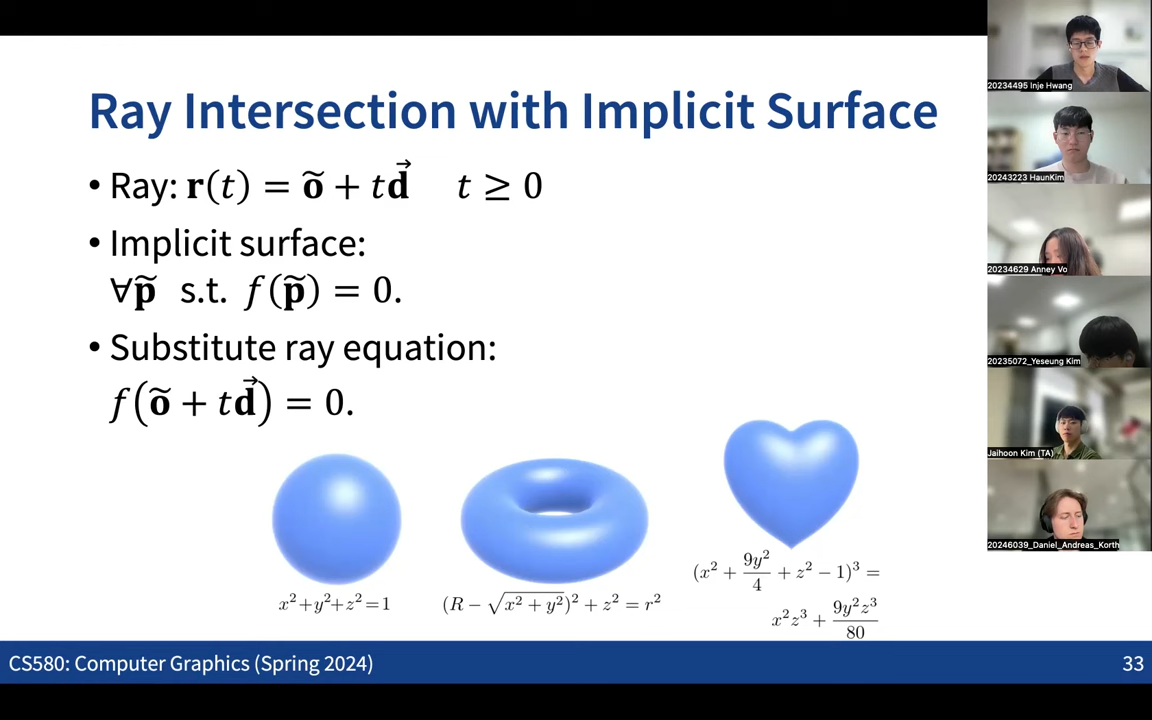 Ray Intersection with Implicit Surface
• Ray: 𝐫(t) = õ + td⃗   t ≥ 0
• Implicit surface:
∀p̃ s.t. f(p̃) = 0.
• Substitute ray equation:
f(õ + td⃗) = 0.
x² + y² + z² = 1
(R − √(x² + y²))² + z² = r²
(x² + 9y²/4 + z² − 1)³ =
x²z³ + 9y²z³/80
CS580: Computer Graphics (Spring 2024)
33
20234495 Inje Hwang
20243223 HaunKim
20234629 Anney Vo
20235072_Yeseung Kim
Jaihoon Kim (TA)
20246039_Daniel_Andreas_Korth